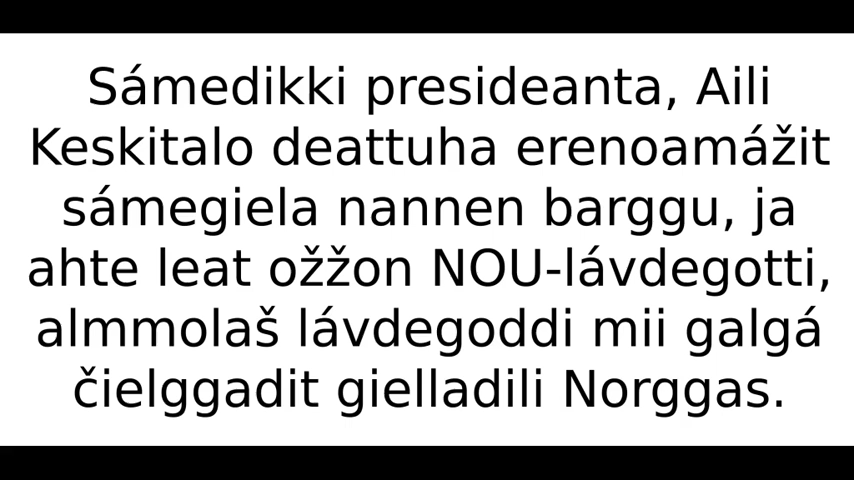 Sámedikki presideanta, Aili
Keskitalo deattuha erenoamážit
sámegiela nannen barggu, ja
ahte leat ožžon NOU-lávdegotti,
almmolaš lávdegoddi mii galgá
čielggadit gielladili Norggas.